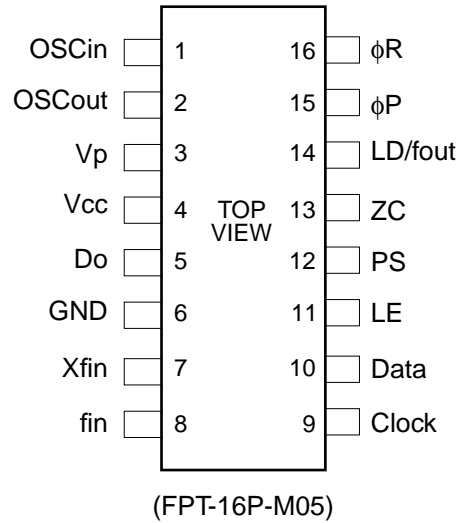 OSCin 1 16 ϕR
OSCout 2 15 ϕP
Vp 3 14 LD/fout
Vcc 4 TOP 13 ZC
VIEW
Do 5 12 PS
GND 6 11 LE
Xfin 7 10 Data
fin 8 9 Clock
(FPT-16P-M05)